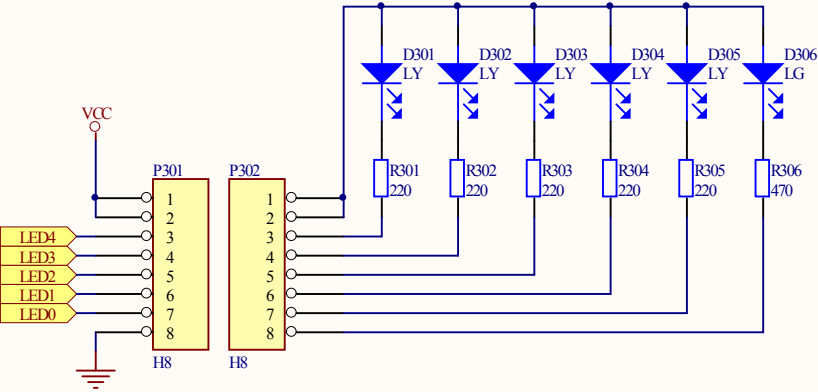 D301 D302 D303 D304 D305 D306
LY LY LY LY LY LG
VCC
P301 P302
R301 R302 R303 R304 R305 R306
220 220 220 220 220 470
1 1
2 2
LED4 3 3
LED3 4 4
LED2 5 5
LED1 6 6
LED0 7 7
8 8
H8 H8